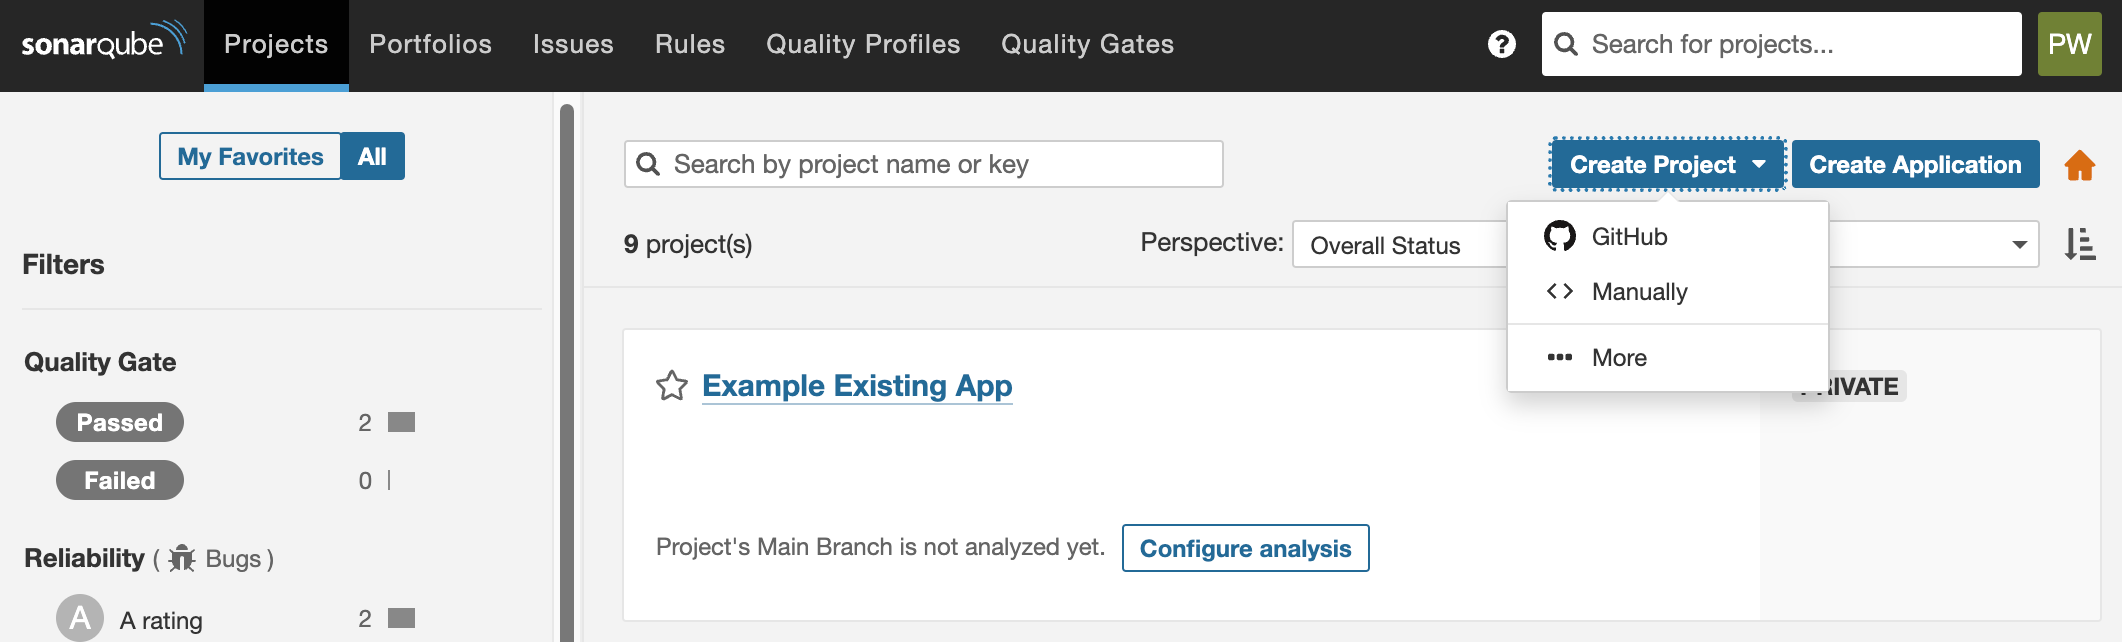 sonarqube Projects Portfolios Issues Rules Quality Profiles Quality Gates ? Search for projects... PW
My Favorites All
Filters
Quality Gate
Passed 2
Failed 0
Reliability ( Bugs )
A A rating 2
Search by project name or key
Create Project Create Application
9 project(s) Perspective: Overall Status
GitHub
Manually
More
Example Existing App
Project's Main Branch is not analyzed yet. Configure analysis